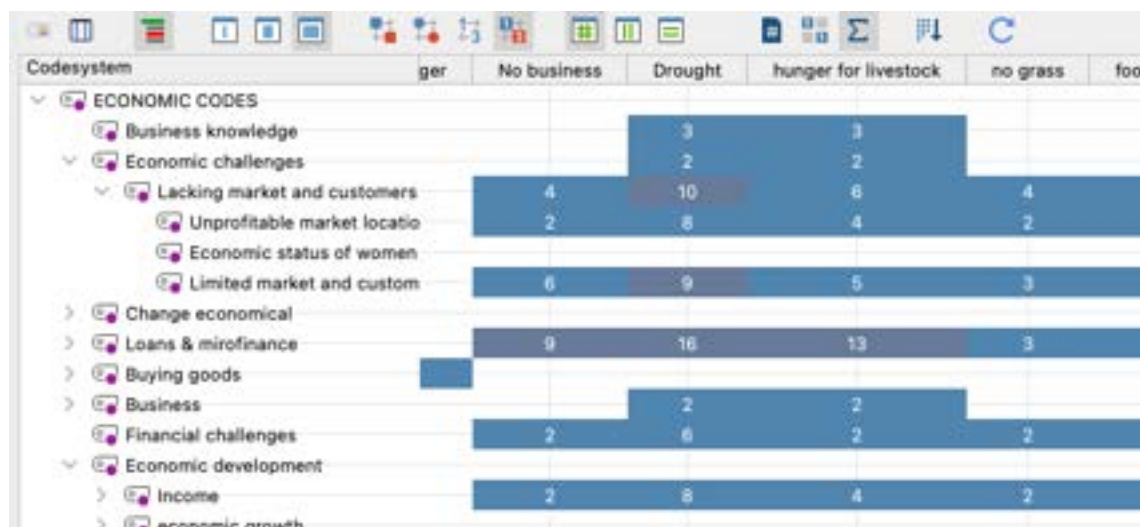 Codesystem ger No business Drought hunger for livestock no grass foo
ECONOMIC CODES
Business knowledge 3 3
Economic challenges 2 2
Lacking market and customers 4 10 6 4
Unprofitable market locatio 2 8 4 2
Economic status of women
Limited market and custom 6 9 5 3
Change economical
Loans & mirofinance 9 16 13 3
Buying goods
Business 2 2
Financial challenges 2 6 2 2
Economic development
Income 2 8 4 2
economic growth